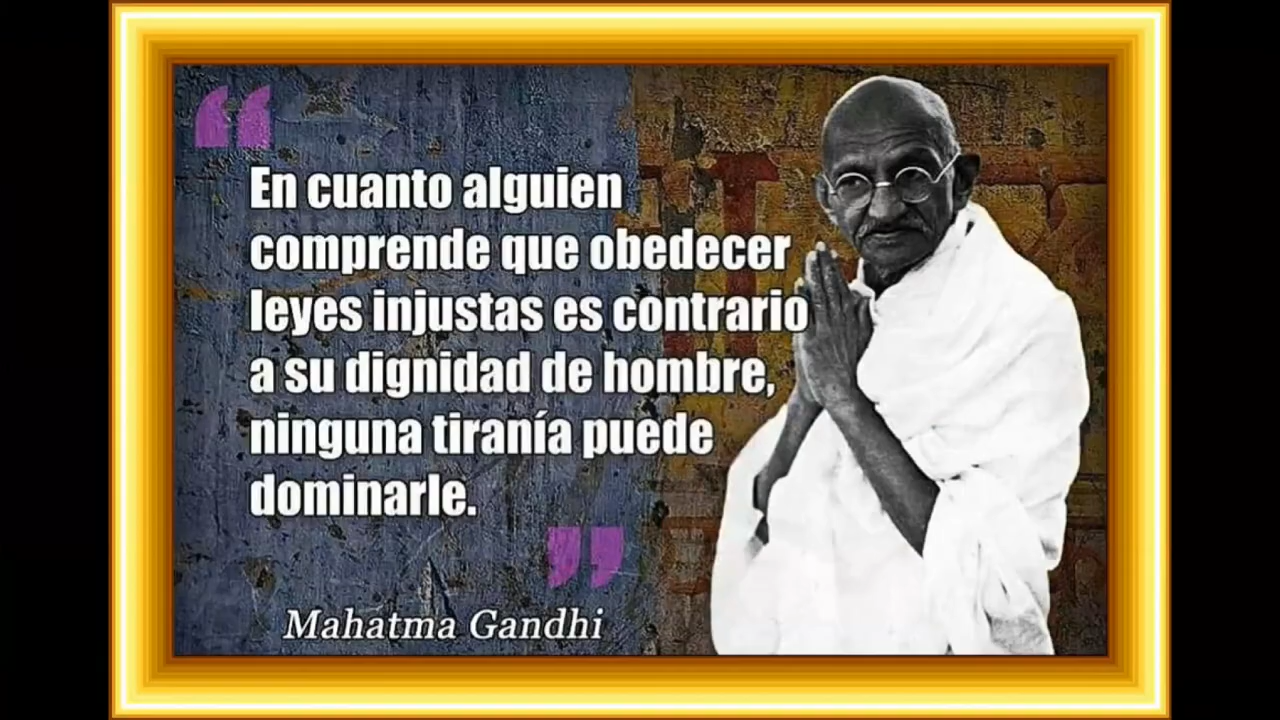 En cuanto alguien
comprende que obedecer
leyes injustas es contrario
a su dignidad de hombre,
ninguna tiranía puede
dominarle.
Mahatma Gandhi